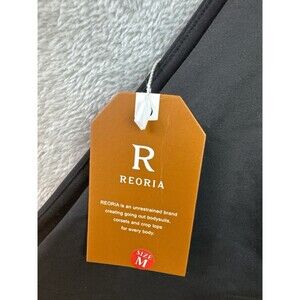 R
REORIA
REORIA is an unrestrained brand
creating going out bodysuits,
corsets and crop tops
for every body.
SIZE
M